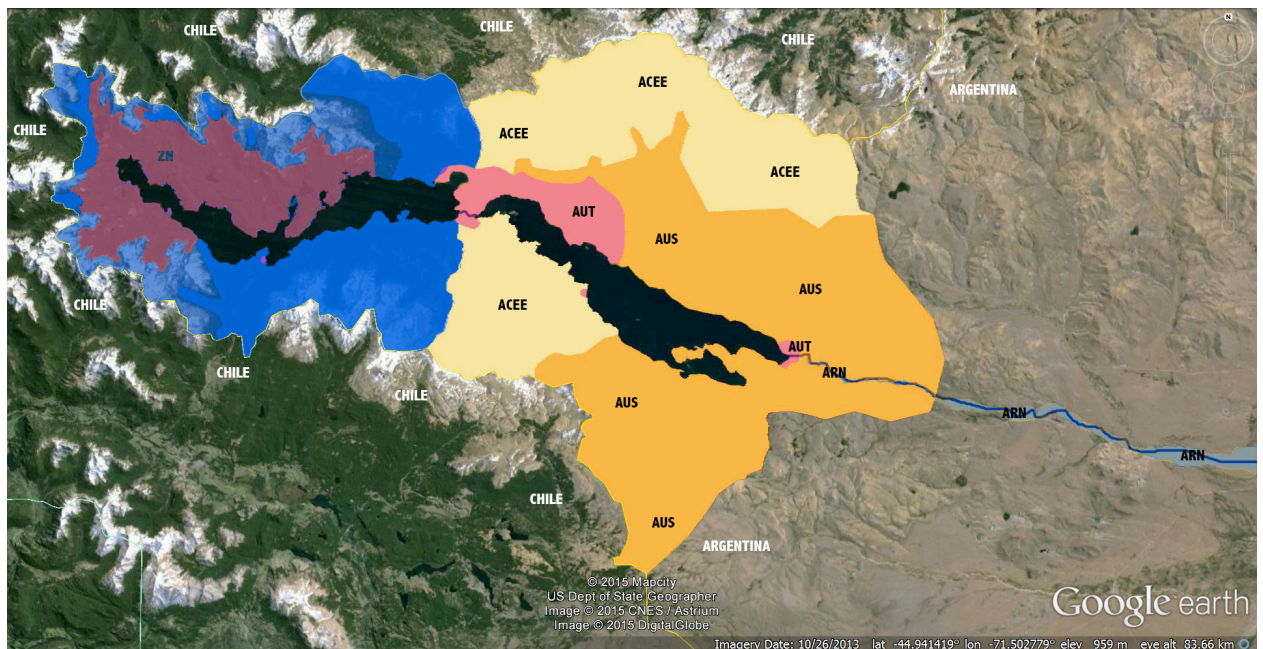 CHILE
CHILE
CHILE
ACEE
ARGENTINA
CHILE
ACEE
ZN
ACEE
AUT
AUS
AUS
CHILE
ACEE
AUT
CHILE
ARN
CHILE
AUS
ARN
ARN
CHILE
AUS
ARGENTINA
© 2015 Mapcity
US Dept of State Geographer
Image © 2015 CNES / Astrium
Image © 2015 DigitalGlobe
Google earth
Imagery Date: 10/26/2013 lat -44.941419° lon -71.502779° elev 959 m eye alt 83.66 km
N